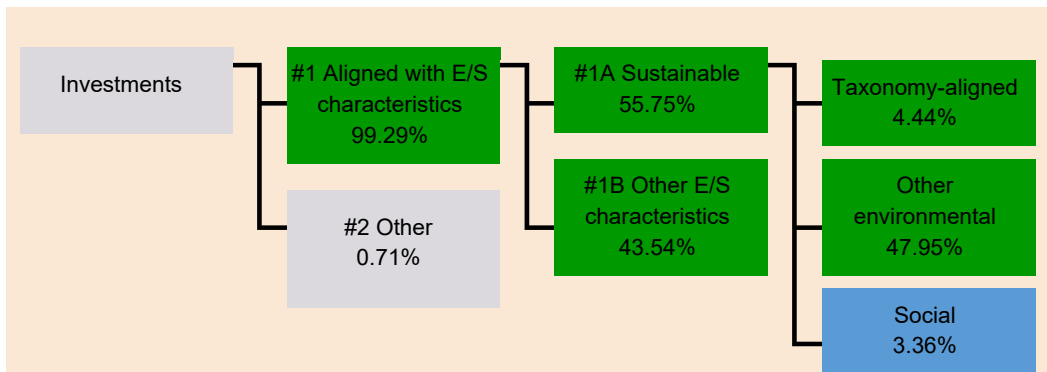 Investments
#1 Aligned with E/S
characteristics
99.29%
#2 Other
0.71%
#1A Sustainable
55.75%
#1B Other E/S
characteristics
43.54%
Taxonomy-aligned
4.44%
Other
environmental
47.95%
Social
3.36%